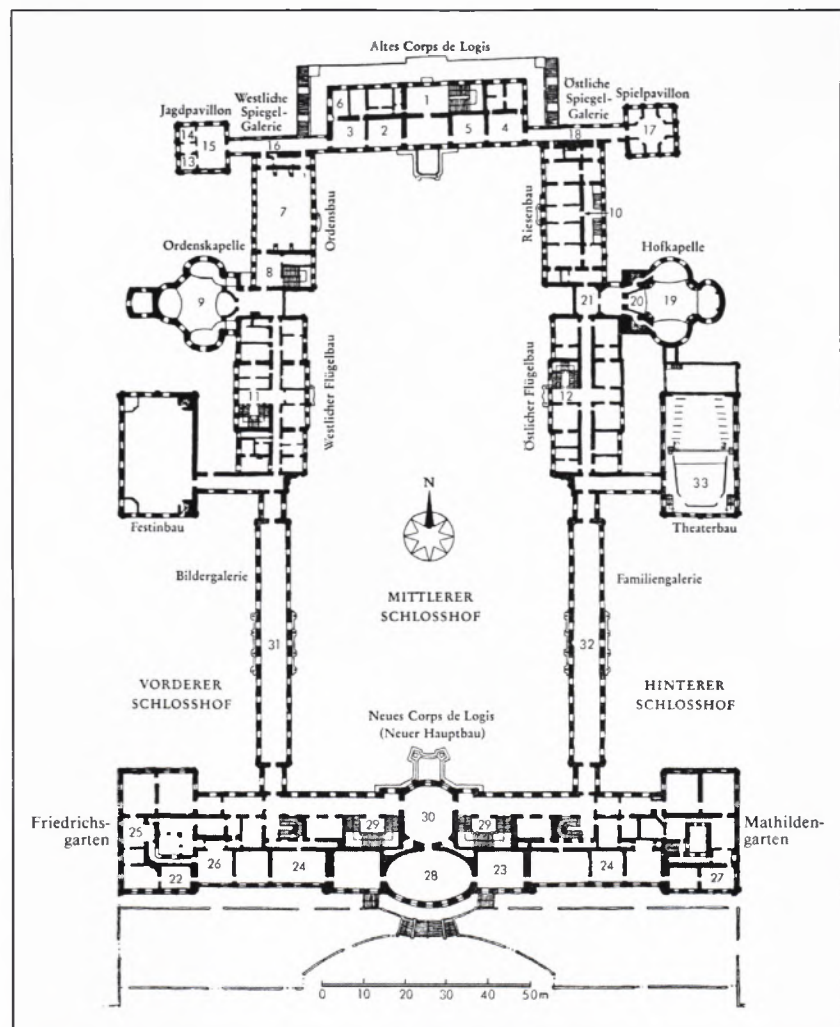 Altes Corps de Logis
Westliche
Spiegel-
Galerie
Östliche
Spiegel-
Galerie
Jagdpavillon
Spielpavillon
6
1
3
2
5
4
14
15
13
16
18
17
7
Ordensbau
Riesenbau
10
Ordenskapelle
Hofkapelle
8
9
21
20
19
Westlicher Flügelbau
Östlicher Flügelbau
11
12
33
Festinbau
Theaterbau
N
Bildergalerie
Familiengalerie
MITTLERER
SCHLOSSHOF
31
32
VORDERER
SCHLOSSHOF
HINTERER
SCHLOSSHOF
Neues Corps de Logis
(Neuer Hauptbau)
Friedrichs-
garten
Mathilden-
garten
25
29
30
29
26
24
23
24
22
28
27
0 10 20 30 40 50m